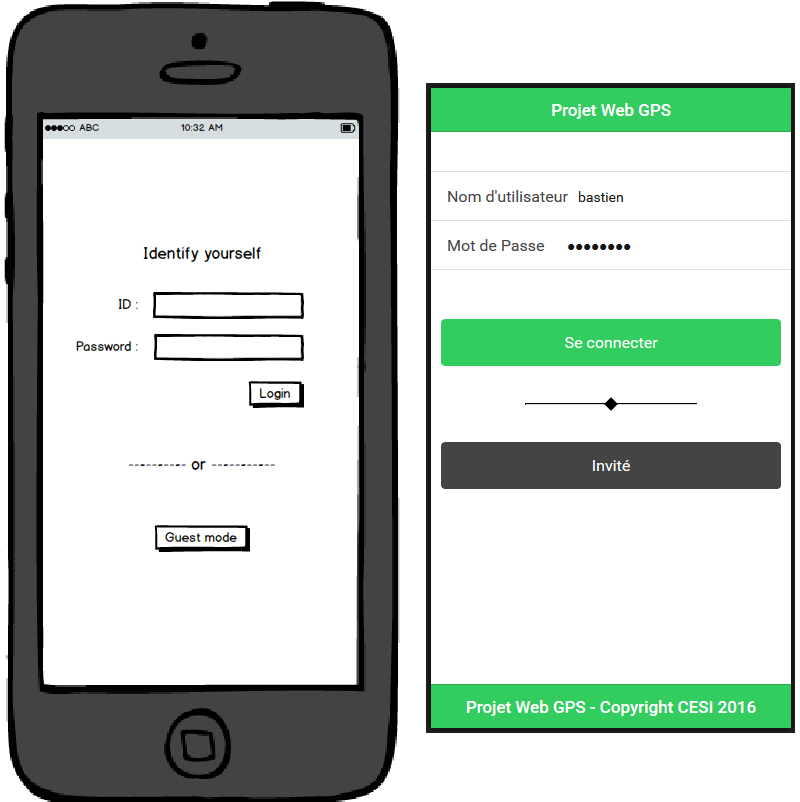 ABC 10:32 AM
Identify yourself
ID :
Password :
Login
---------- or -----------
Guest mode
Projet Web GPS
Nom d'utilisateur bastien
Mot de Passe ••••••••
Se connecter
Invité
Projet Web GPS - Copyright CESI 2016